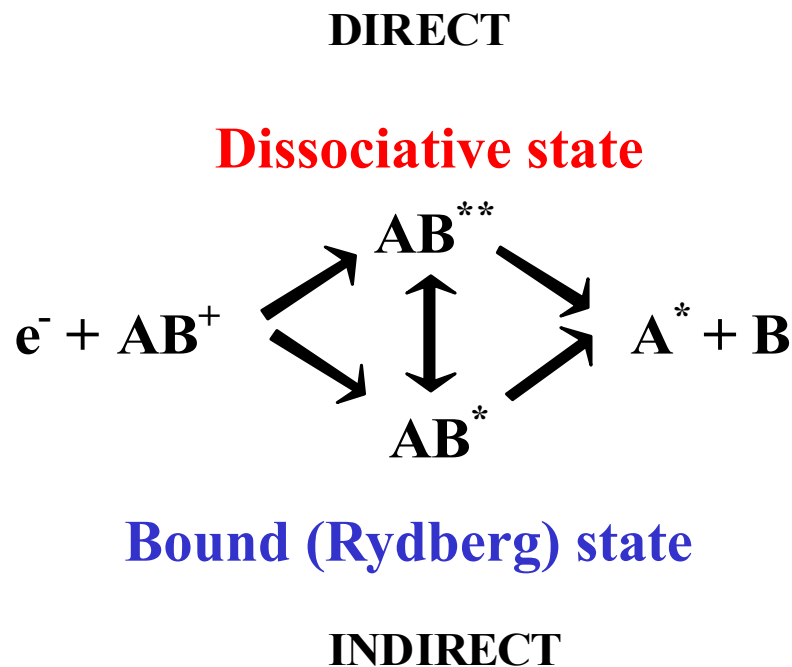 DIRECT
Dissociative state
AB**
e- + AB+
A* + B
AB*
Bound (Rydberg) state
INDIRECT